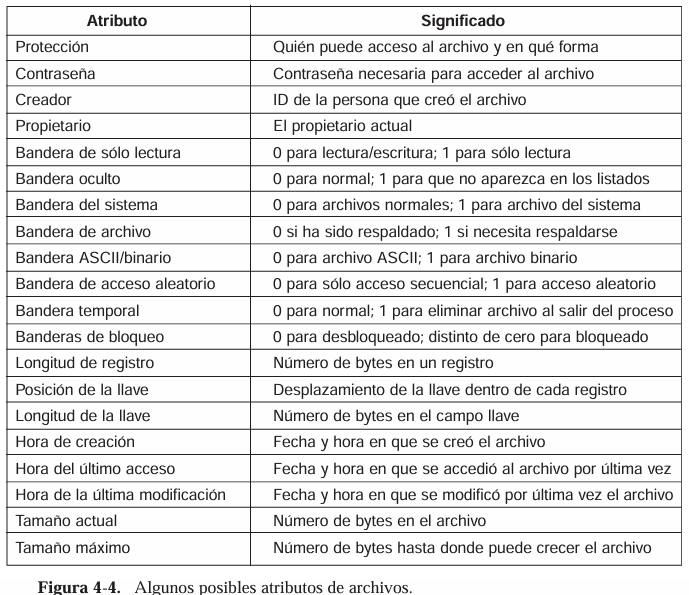 Atributo Significado
Protección Quién puede acceso al archivo y en qué forma
Contraseña Contraseña necesaria para acceder al archivo
Creador ID de la persona que creó el archivo
Propietario El propietario actual
Bandera de sólo lectura 0 para lectura/escritura; 1 para sólo lectura
Bandera oculto 0 para normal; 1 para que no aparezca en los listados
Bandera del sistema 0 para archivos normales; 1 para archivo del sistema
Bandera de archivo 0 si ha sido respaldado; 1 si necesita respaldarse
Bandera ASCII/binario 0 para archivo ASCII; 1 para archivo binario
Bandera de acceso aleatorio 0 para sólo acceso secuencial; 1 para acceso aleatorio
Bandera temporal 0 para normal; 1 para eliminar archivo al salir del proceso
Banderas de bloqueo 0 para desbloqueado; distinto de cero para bloqueado
Longitud de registro Número de bytes en un registro
Posición de la llave Desplazamiento de la llave dentro de cada registro
Longitud de la llave Número de bytes en el campo llave
Hora de creación Fecha y hora en que se creó el archivo
Hora del último acceso Fecha y hora en que se accedió al archivo por última vez
Hora de la última modificación Fecha y hora en que se modificó por última vez el archivo
Tamaño actual Número de bytes en el archivo
Tamaño máximo Número de bytes hasta donde puede crecer el archivo
Figura 4-4. Algunos posibles atributos de archivos.